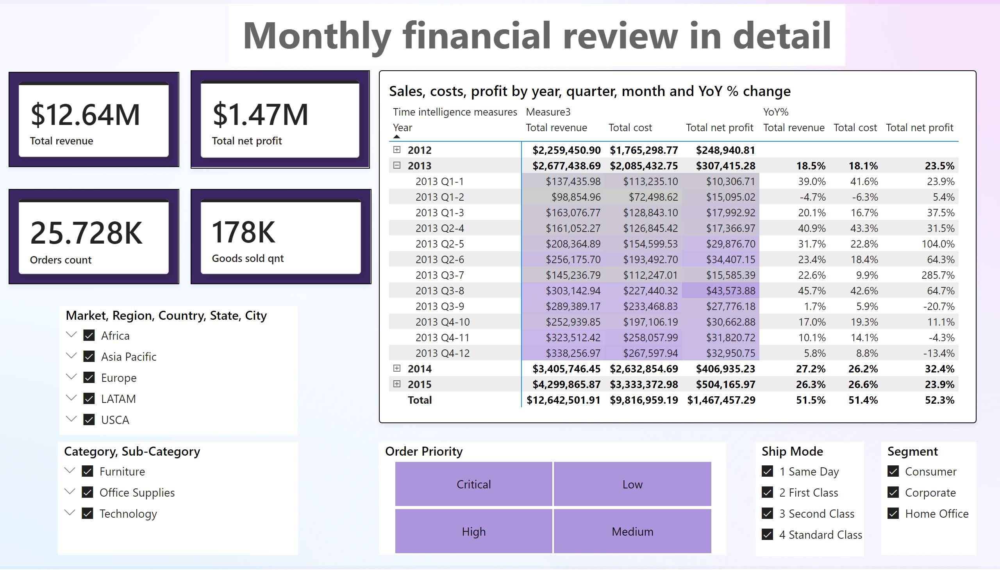 Monthly financial review in detail
$12.64M
Total revenue
$1.47M
Total net profit
25.728K
Orders count
178K
Goods sold qnt
Sales, costs, profit by year, quarter, month and YoY % change
Time intelligence measures Measure3 YoY%
Year Total revenue Total cost Total net profit Total revenue Total cost Total net profit
2012 $2,259,450.90 $1,765,298.77 $248,940.81
2013 $2,677,438.69 $2,085,432.75 $307,415.28 18.5% 18.1% 23.5%
2013 Q1-1 $137,435.98 $113,235.10 $10,306.71 39.0% 41.6% 23.9%
2013 Q1-2 $98,854.96 $72,498.62 $15,095.02 -4.7% -6.3% 5.4%
2013 Q1-3 $163,076.77 $128,843.10 $17,992.92 20.1% 16.7% 37.5%
2013 Q2-4 $161,052.27 $126,845.42 $17,366.97 40.9% 43.3% 31.5%
2013 Q2-5 $208,364.89 $154,599.53 $29,876.70 31.7% 22.8% 104.0%
2013 Q2-6 $256,175.70 $193,492.70 $34,407.15 23.4% 18.4% 64.3%
2013 Q3-7 $145,236.79 $112,247.01 $15,585.39 22.6% 9.9% 285.7%
2013 Q3-8 $303,142.94 $227,440.32 $43,573.88 45.7% 42.6% 64.7%
2013 Q3-9 $289,389.17 $233,468.83 $27,776.18 1.7% 5.9% -20.7%
2013 Q4-10 $252,939.85 $197,106.19 $30,662.88 17.0% 19.3% 11.1%
2013 Q4-11 $323,512.42 $258,057.99 $31,820.72 10.1% 14.1% -4.3%
2013 Q4-12 $338,256.97 $267,597.94 $32,950.75 5.8% 8.8% -13.4%
2014 $3,405,746.45 $2,632,854.69 $406,935.23 27.2% 26.2% 32.4%
2015 $4,299,865.87 $3,333,372.98 $504,165.97 26.3% 26.6% 23.9%
Total $12,642,501.91 $9,816,959.19 $1,467,457.29 51.5% 51.4% 52.3%
Market, Region, Country, State, City
Africa
Asia Pacific
Europe
LATAM
USCA
Category, Sub-Category
Furniture
Office Supplies
Technology
Order Priority
Critical Low
High Medium
Ship Mode
1 Same Day
2 First Class
3 Second Class
4 Standard Class
Segment
Consumer
Corporate
Home Office